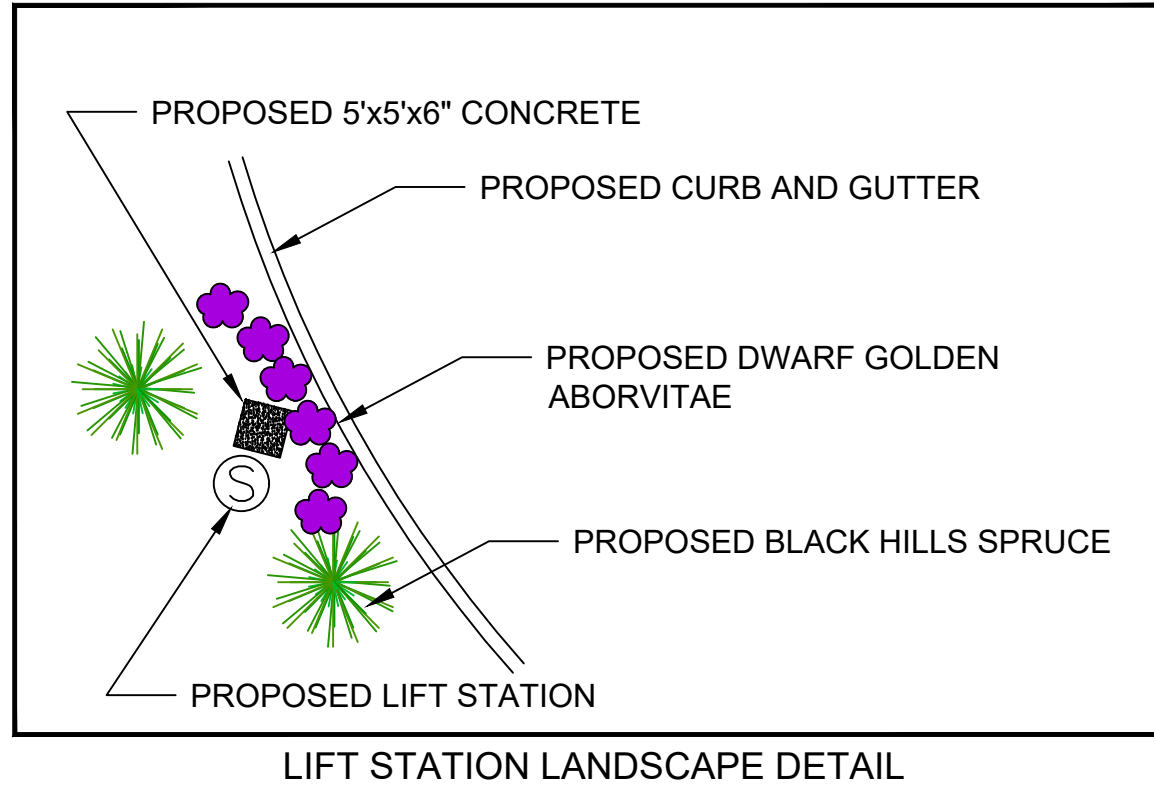 PROPOSED 5'x5'x6" CONCRETE
PROPOSED CURB AND GUTTER
PROPOSED DWARF GOLDEN
ABORVITAE
S
PROPOSED BLACK HILLS SPRUCE
PROPOSED LIFT STATION
LIFT STATION LANDSCAPE DETAIL